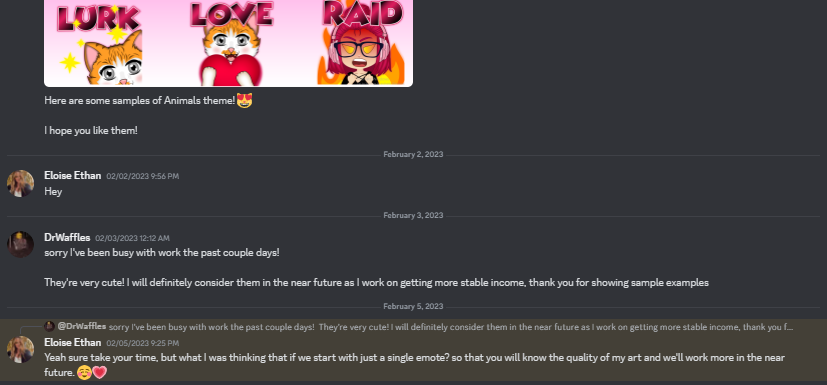 LURK LOVE RAID
Here are some samples of Animals theme!
I hope you like them!
February 2, 2023
Eloise Ethan 02/02/2023 9:56 PM
Hey
February 3, 2023
DrWaffles 02/03/2023 12:12 AM
sorry I've been busy with work the past couple days!
They're very cute! I will definitely consider them in the near future as I work on getting more stable income, thank you for showing sample examples
February 5, 2023
@DrWaffles sorry I've been busy with work the past couple days! They're very cute! I will definitely consider them in the near future as I work on getting more stable income, thank you f...
Eloise Ethan 02/05/2023 9:25 PM
Yeah sure take your time, but what I was thinking that if we start with just a single emote? so that you will know the quality of my art and we'll work more in the near
future.